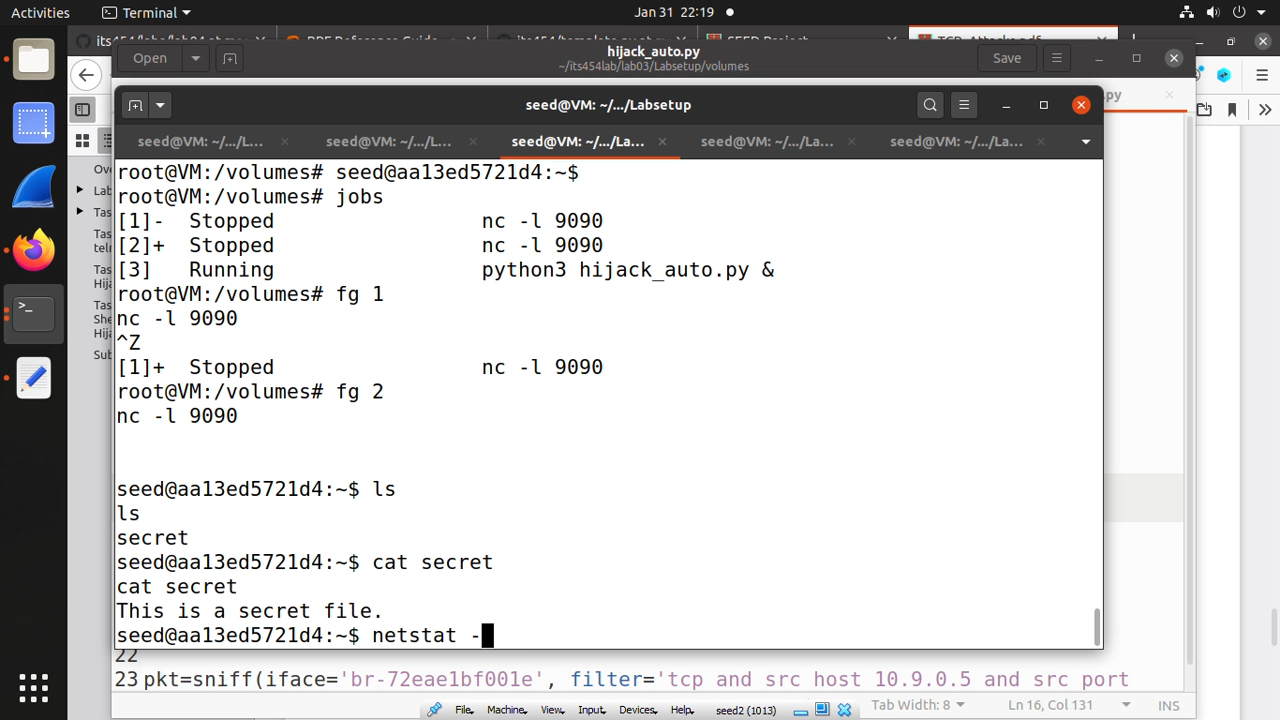 Activities
Terminal
Jan 31 22:19
Open
hijack_auto.py
~/its454lab/lab03/Labsetup/volumes
Save
seed@VM: ~/.../Labsetup
.py
seed@VM: ~/.../L...
seed@VM: ~/.../L...
seed@VM: ~/.../La...
seed@VM: ~/.../La...
seed@VM: ~/.../La...
root@VM:/volumes# seed@aa13ed5721d4:~$
root@VM:/volumes# jobs
[1]-  Stopped                 nc -l 9090
[2]+  Stopped                 nc -l 9090
[3]   Running                 python3 hijack_auto.py &
root@VM:/volumes# fg 1
nc -l 9090
^Z
[1]+  Stopped                 nc -l 9090
root@VM:/volumes# fg 2
nc -l 9090
seed@aa13ed5721d4:~$ ls
ls
secret
seed@aa13ed5721d4:~$ cat secret
cat secret
This is a secret file.
seed@aa13ed5721d4:~$ netstat -
22
23 pkt=sniff(iface='br-72eae1bf001e', filter='tcp and src host 10.9.0.5 and src port
Tab Width: 8
Ln 16, Col 131
INS
File
Machine
View
Input
Devices
Help
seed2 (1013)